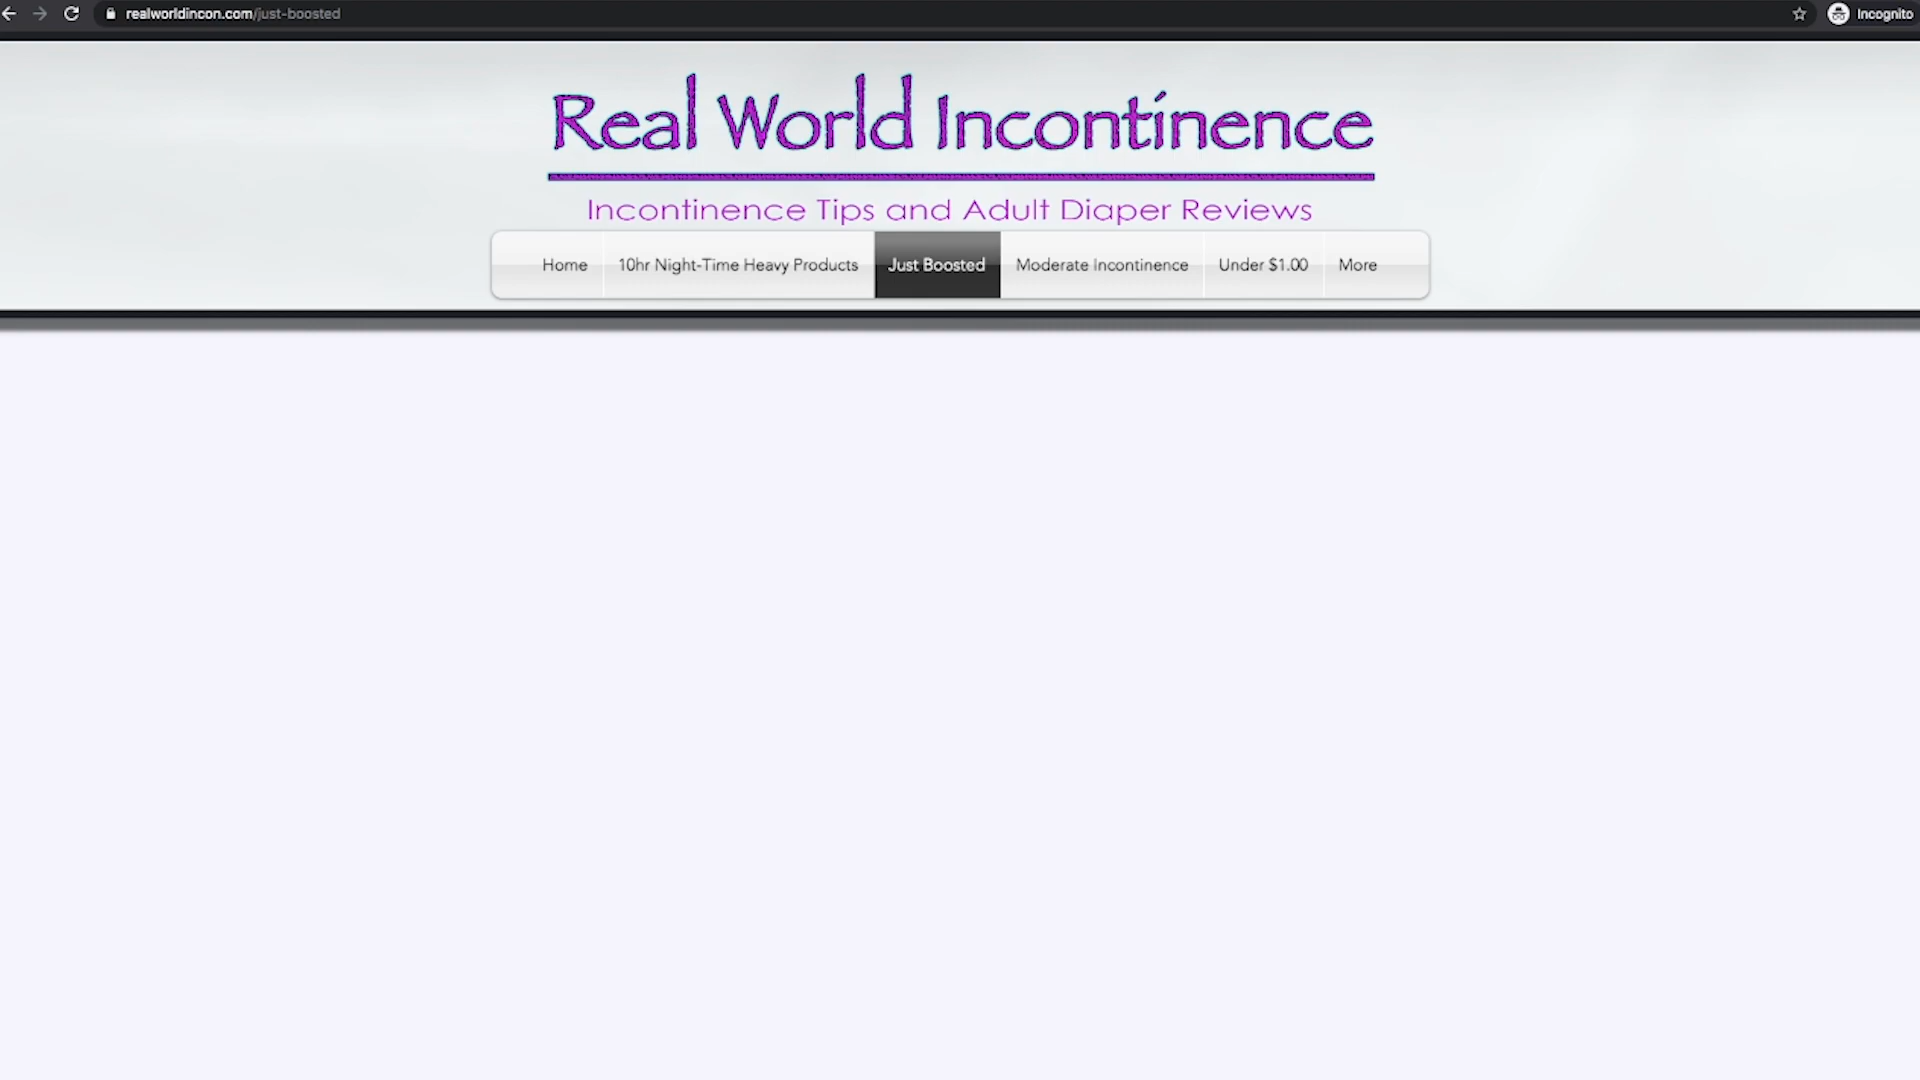 realworldincon.com/just-boosted
Incognito
Real World Incontinence
Incontinence Tips and Adult Diaper Reviews
Home 10hr Night-Time Heavy Products Just Boosted Moderate Incontinence Under $1.00 More